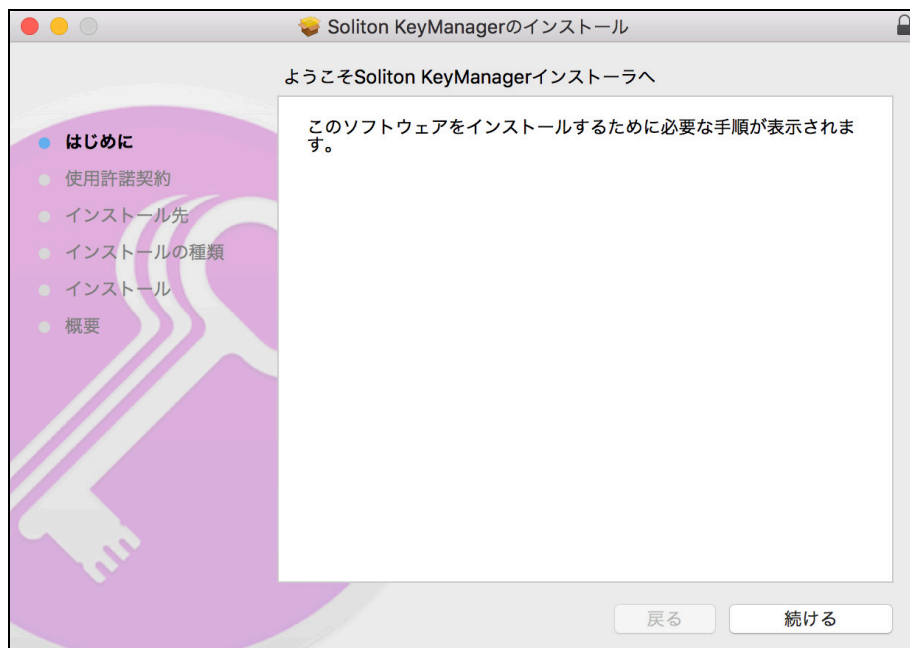 Soliton KeyManagerのインストール
ようこそSoliton KeyManagerインストーラへ
はじめに
使用許諾契約
インストール先
インストールの種類
インストール
概要
このソフトウェアをインストールするために必要な手順が表示されま
す。
戻る
続ける